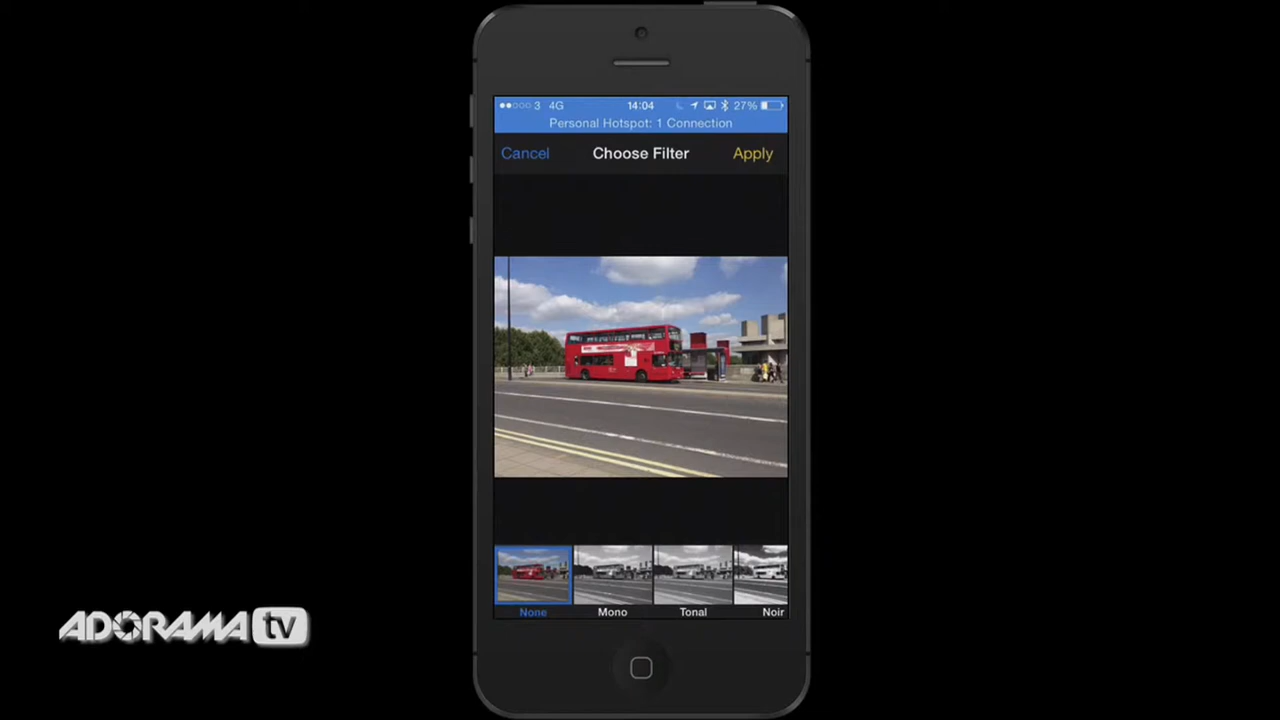 3 4G 14:04 27%
Personal Hotspot: 1 Connection
Cancel Choose Filter Apply
None Mono Tonal Noir
ADORAMA tv